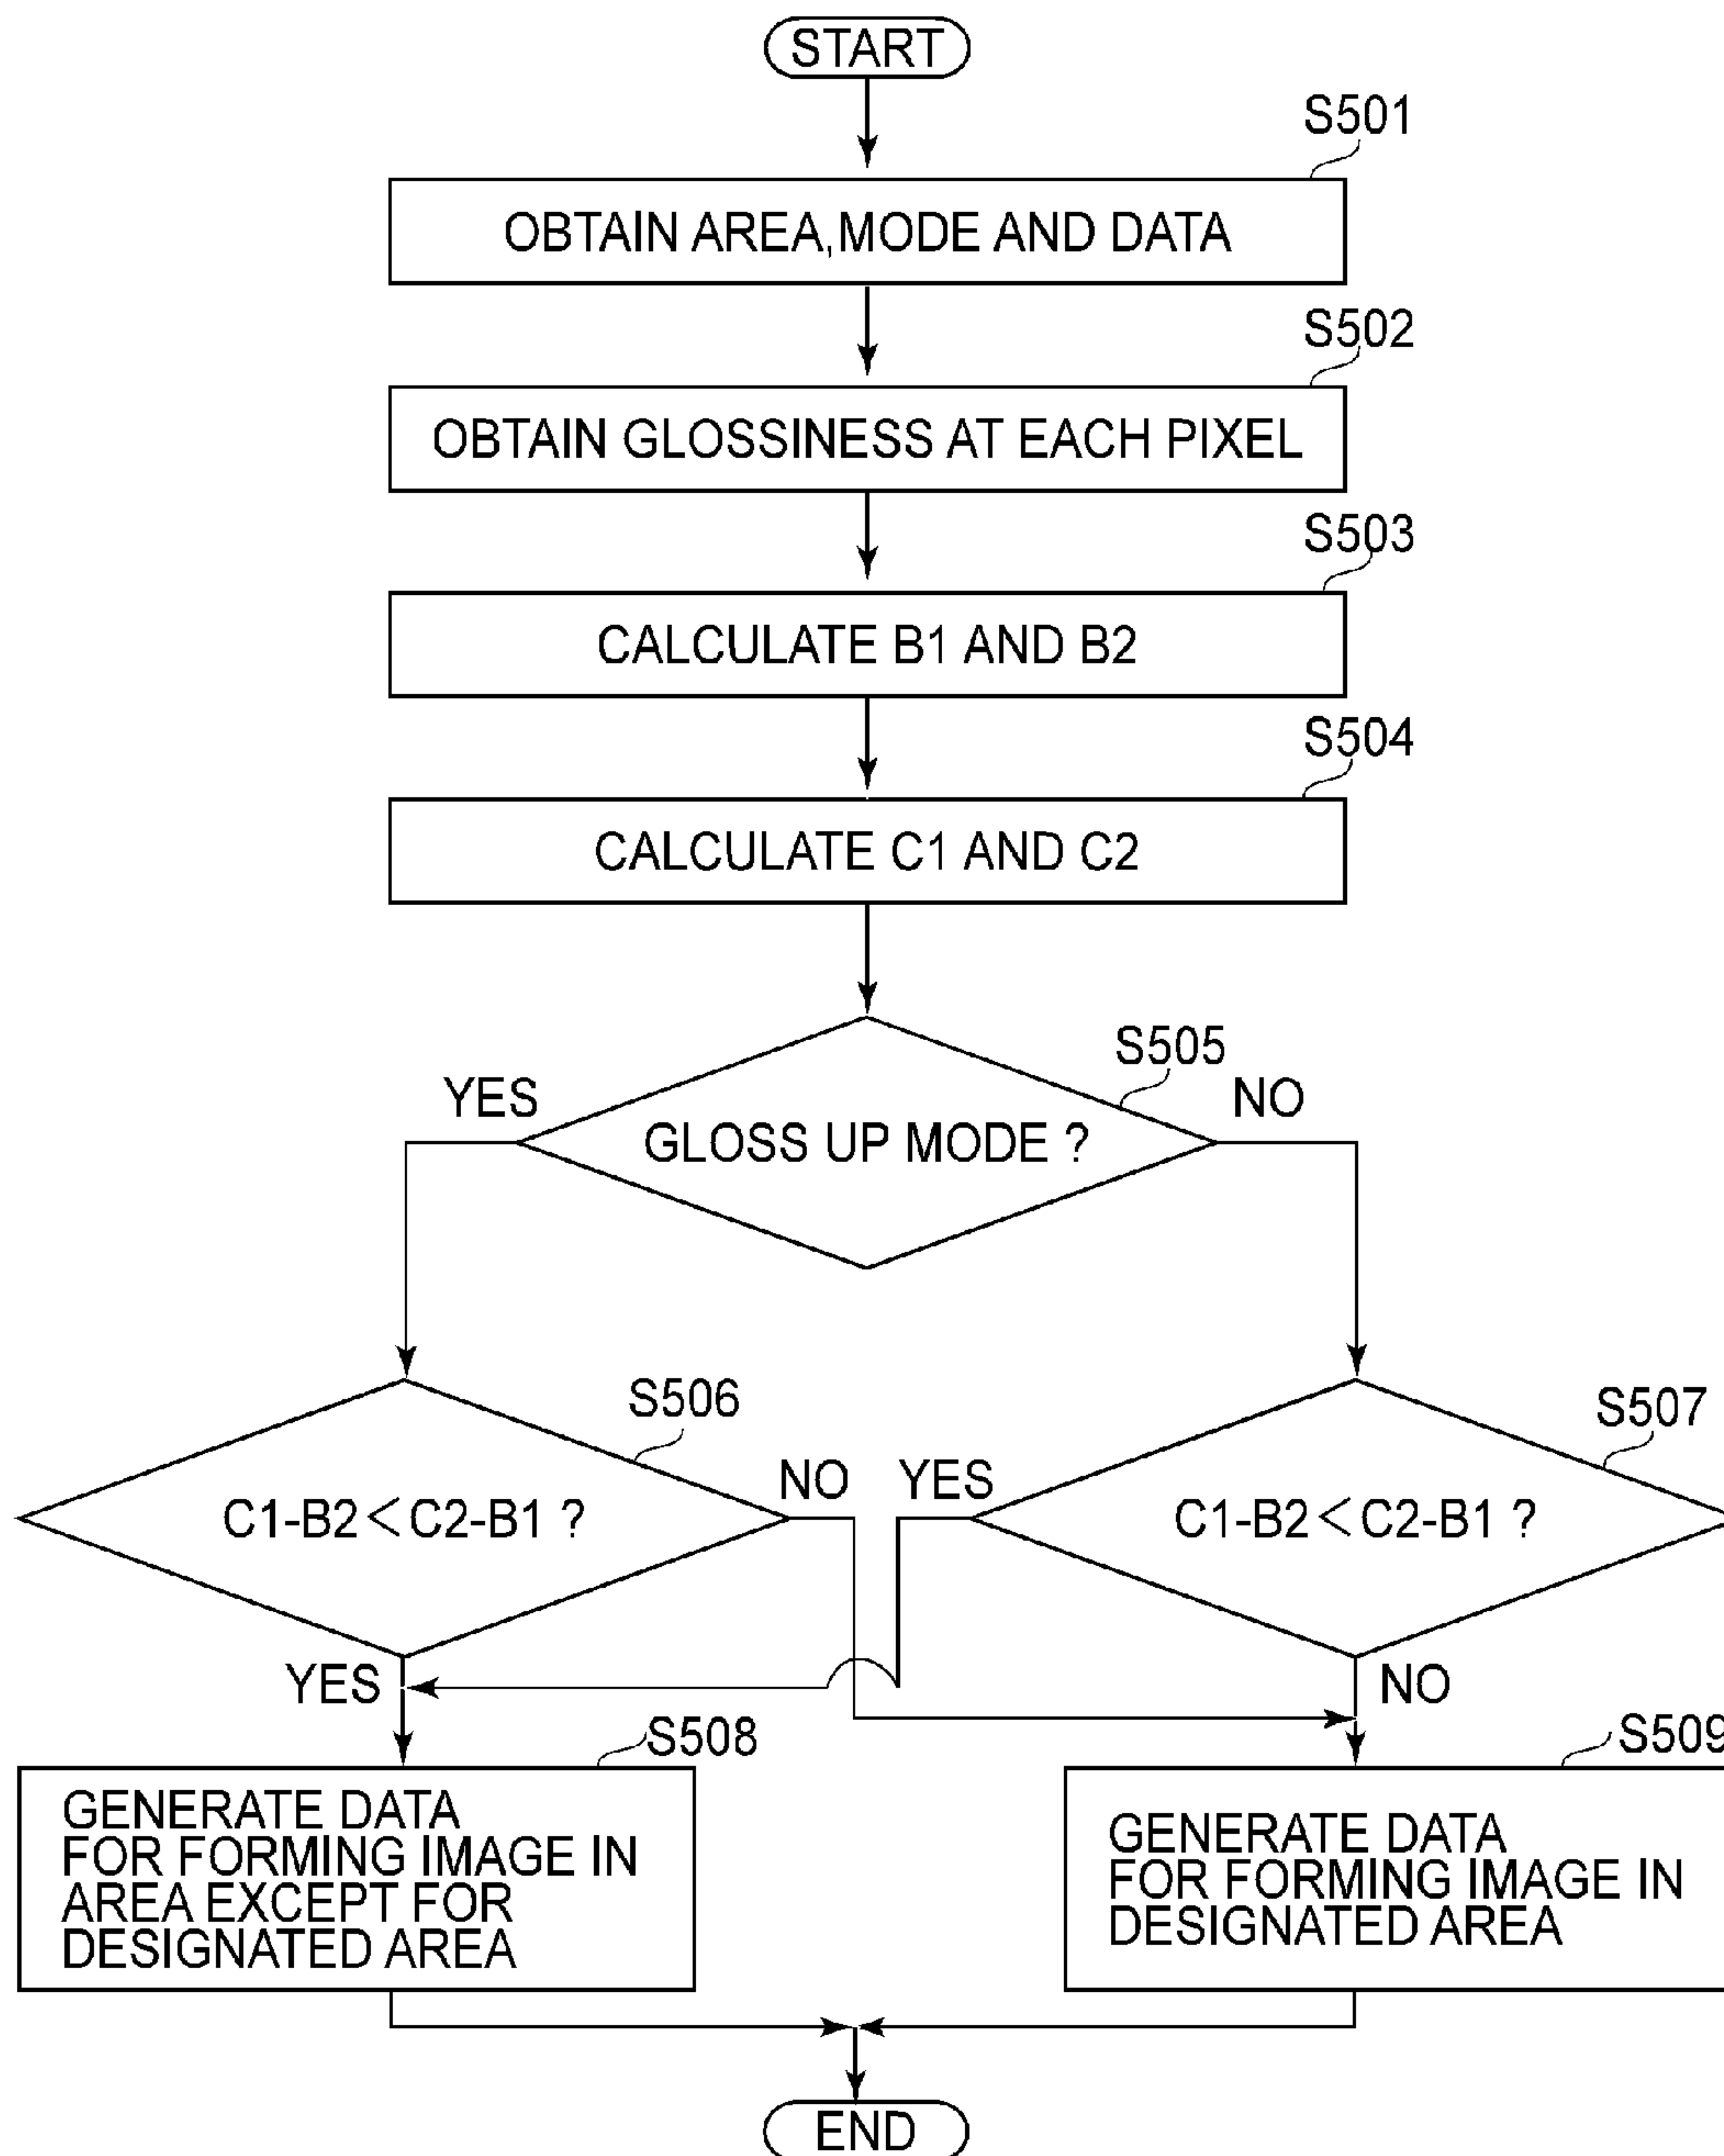 START
S501
OBTAIN AREA,MODE AND DATA
S502
OBTAIN GLOSSINESS AT EACH PIXEL
S503
CALCULATE B1 AND B2
S504
CALCULATE C1 AND C2
S505
YES
NO
GLOSS UP MODE ?
S506
S507
NO
YES
C1-B2<C2-B1 ?
C1-B2<C2-B1 ?
YES
NO
S508
S509
GENERATE DATA
FOR FORMING IMAGE IN
AREA EXCEPT FOR
DESIGNATED AREA
GENERATE DATA
FOR FORMING IMAGE IN
DESIGNATED AREA
END